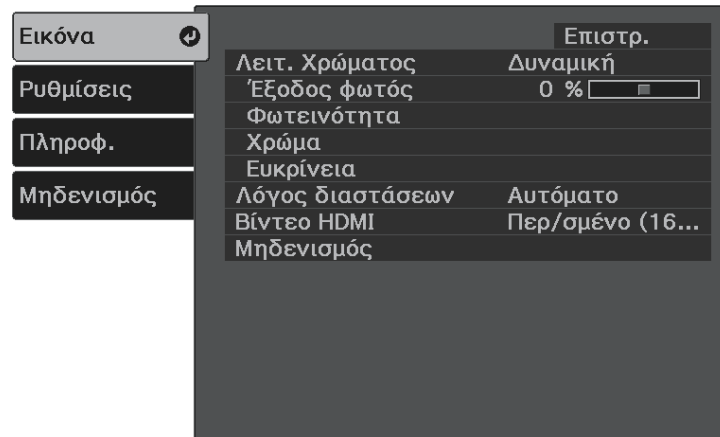 Εικόνα
Ρυθμίσεις
Πληροφ.
Μηδενισμός
Επιστρ.
Λειτ. Χρώματος Δυναμική
Έξοδος φωτός 0 %
Φωτεινότητα
Χρώμα
Ευκρίνεια
Λόγος διαστάσεων Αυτόματο
Βίντεο HDMI Περ/σμένο (16...
Μηδενισμός